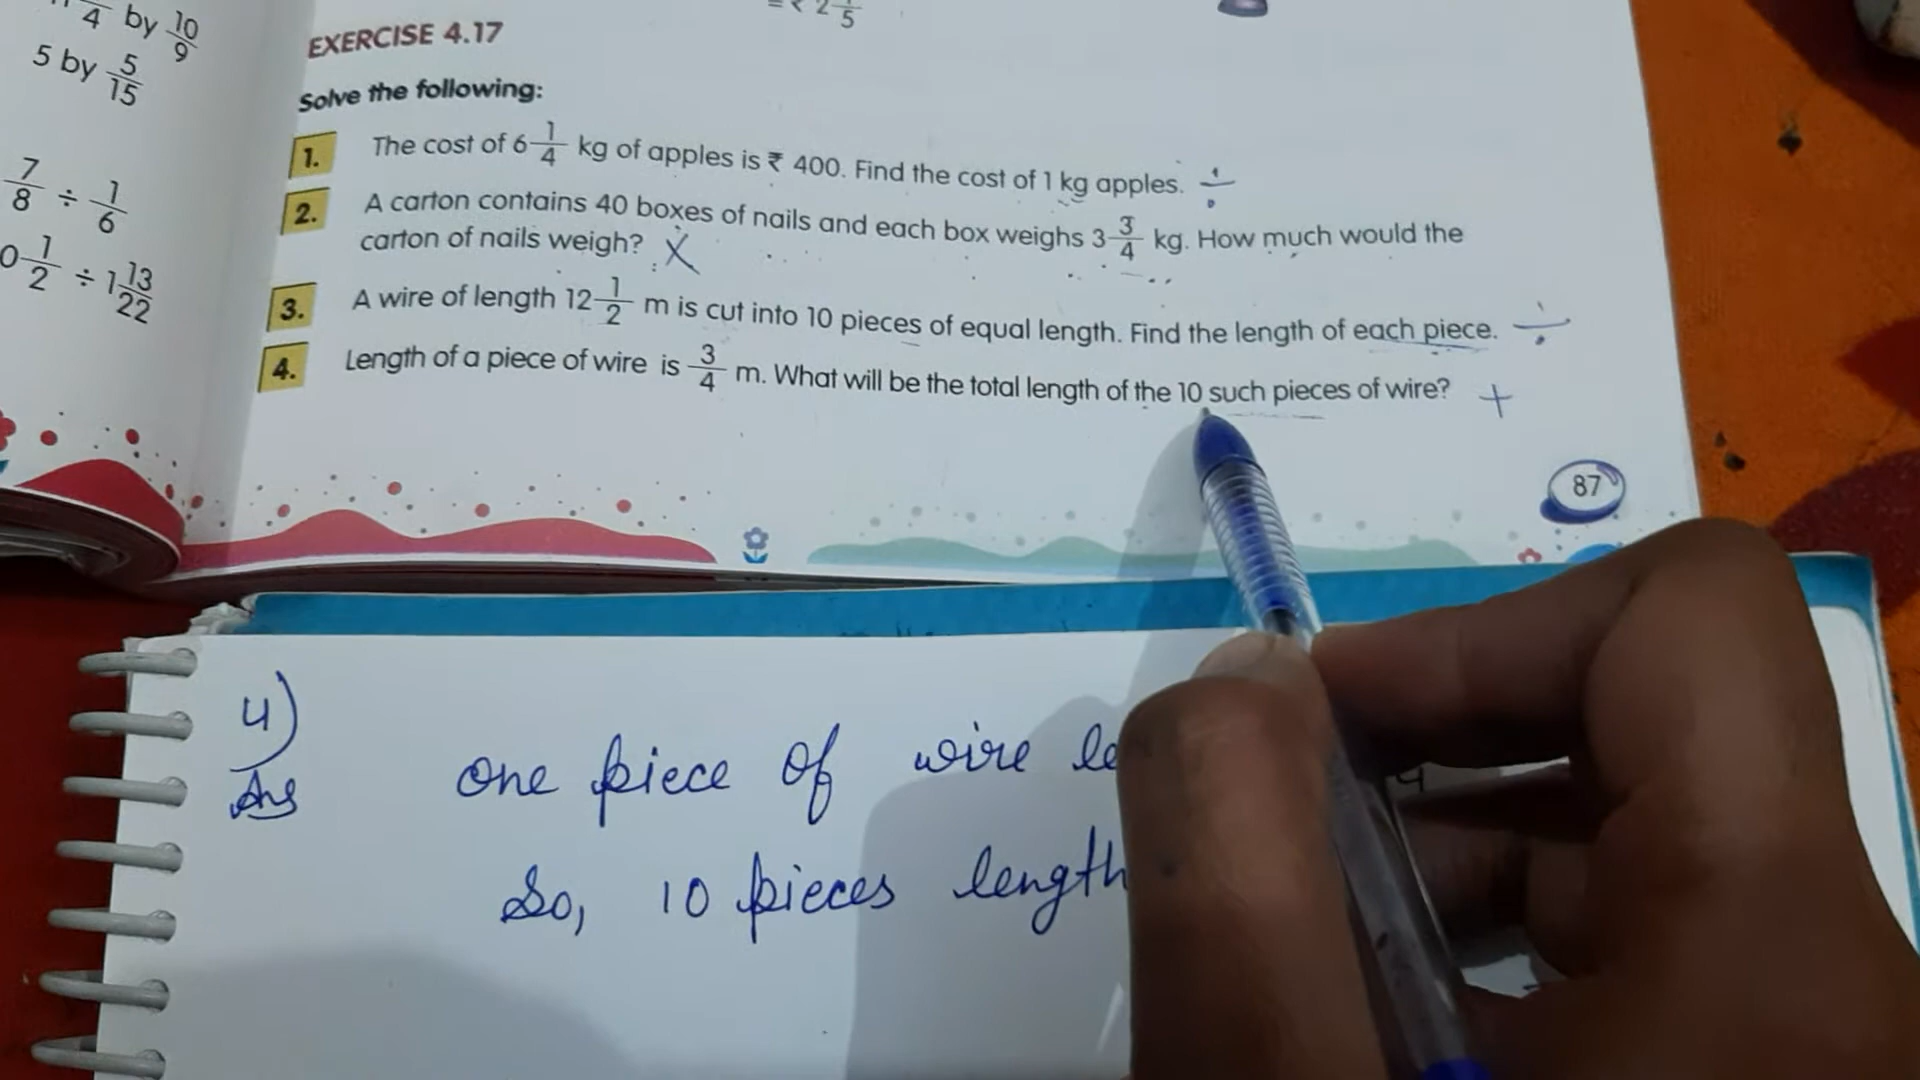 4 by 10/9
5 by 5/15
7/8 ÷ 1/6
0 1/2 ÷ 1 13/22
= ₹ 2 1/5
EXERCISE 4.17
Solve the following:
1. The cost of 6 1/4 kg of apples is ₹ 400. Find the cost of 1 kg apples. ÷
2. A carton contains 40 boxes of nails and each box weighs 3 3/4 kg. How much would the
carton of nails weigh? X
3. A wire of length 12 1/2 m is cut into 10 pieces of equal length. Find the length of each piece. ÷
4. Length of a piece of wire is 3/4 m. What will be the total length of the 10 such pieces of wire? +
87
4)
Ans One piece of wire le
4
So, 10 pieces length